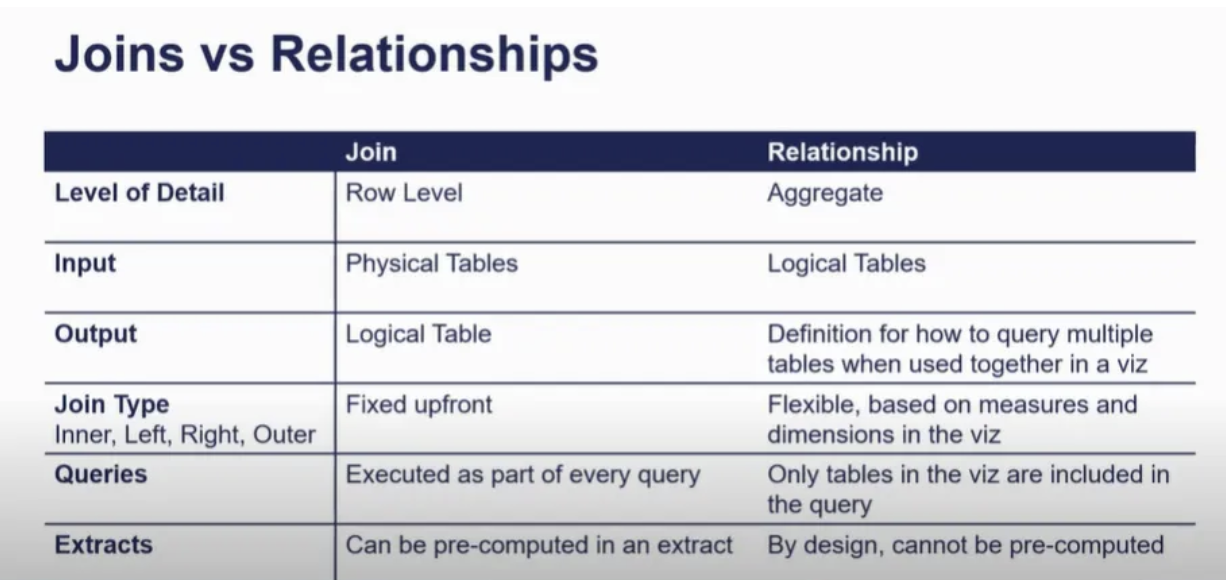 Joins vs Relationships
Join Relationship
Level of Detail Row Level Aggregate
Input Physical Tables Logical Tables
Output Logical Table Definition for how to query multiple
tables when used together in a viz
Join Type Fixed upfront Flexible, based on measures and
Inner, Left, Right, Outer dimensions in the viz
Queries Executed as part of every query Only tables in the viz are included in
the query
Extracts Can be pre-computed in an extract By design, cannot be pre-computed